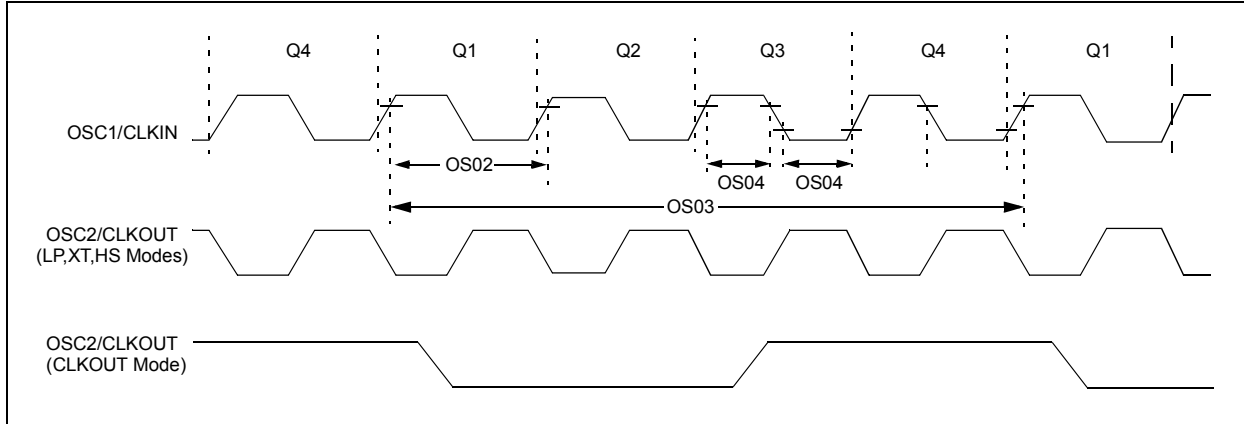 Q4 Q1 Q2 Q3 Q4 Q1
OSC1/CLKIN
OS02
OS04 OS04
OS03
OSC2/CLKOUT
(LP,XT,HS Modes)
OSC2/CLKOUT
(CLKOUT Mode)